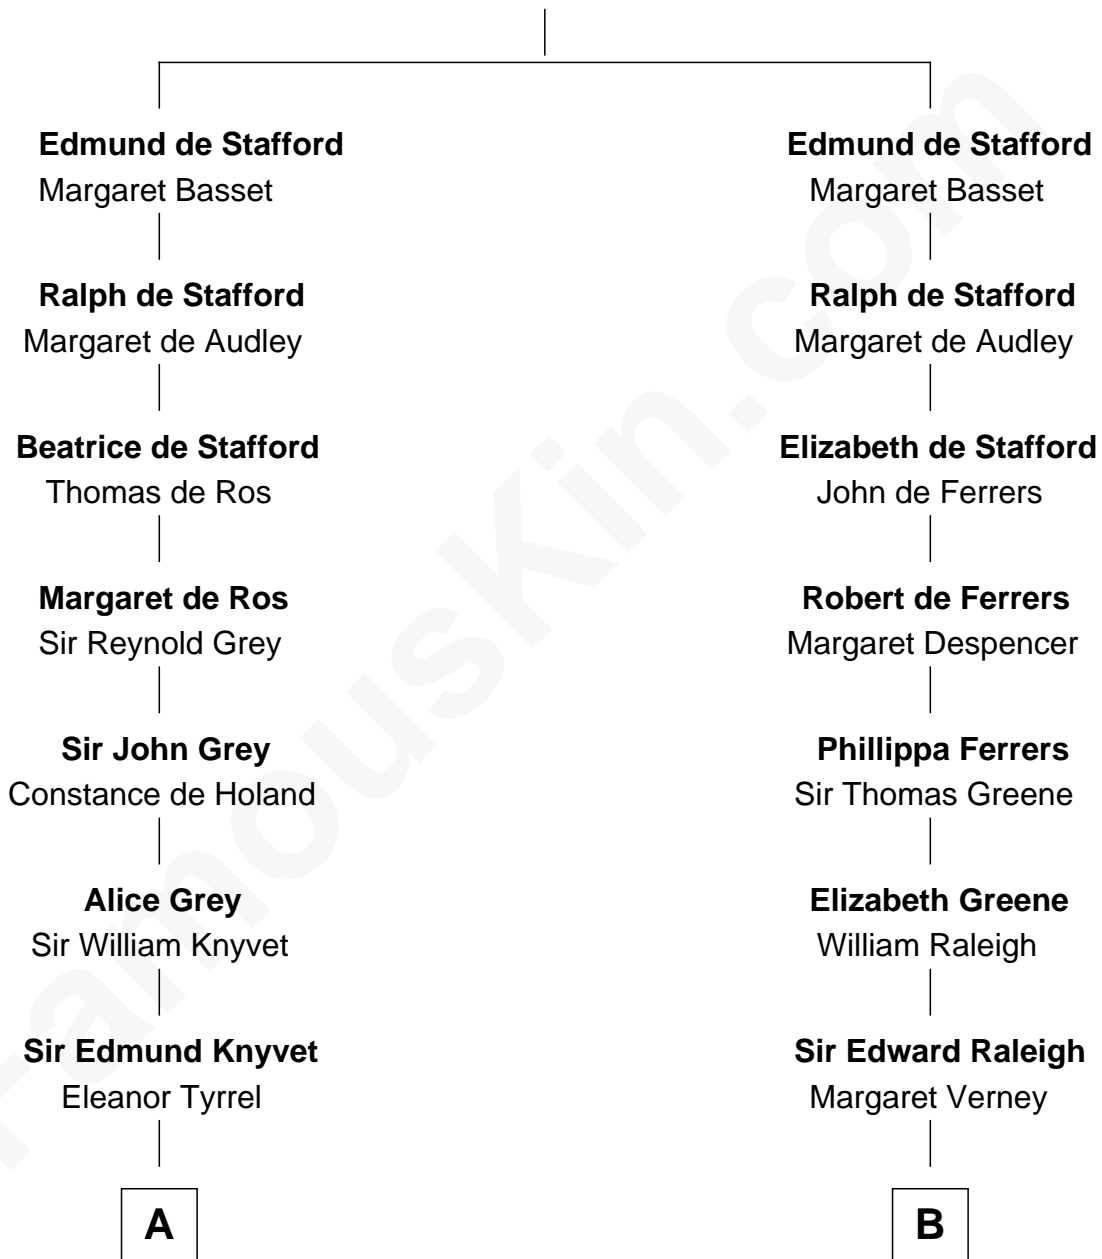 Edmund de Stafford
Margaret Basset
Ralph de Stafford
Margaret de Audley
Beatrice de Stafford
Thomas de Ros
Margaret de Ros
Sir Reynold Grey
Sir John Grey
Constance de Holand
Alice Grey
Sir William Knyvet
Sir Edmund Knyvet
Eleanor Tyrrel
A
Edmund de Stafford
Margaret Basset
Ralph de Stafford
Margaret de Audley
Elizabeth de Stafford
John de Ferrers
Robert de Ferrers
Margaret Despencer
Phillippa Ferrers
Sir Thomas Greene
Elizabeth Greene
William Raleigh
Sir Edward Raleigh
Margaret Verney
B
FamousKin.com